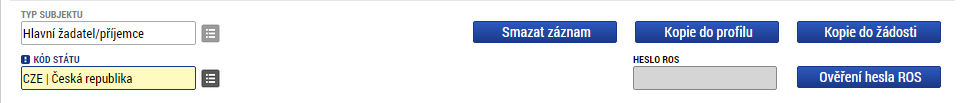 TYP SUBJEKTU
Hlavní žadatel/příjemce
Smazat záznam
Kopie do profilu
Kopie do žádosti
KÓD STÁTU
HESLO ROS
CZE | Česká republika
Ověření hesla ROS